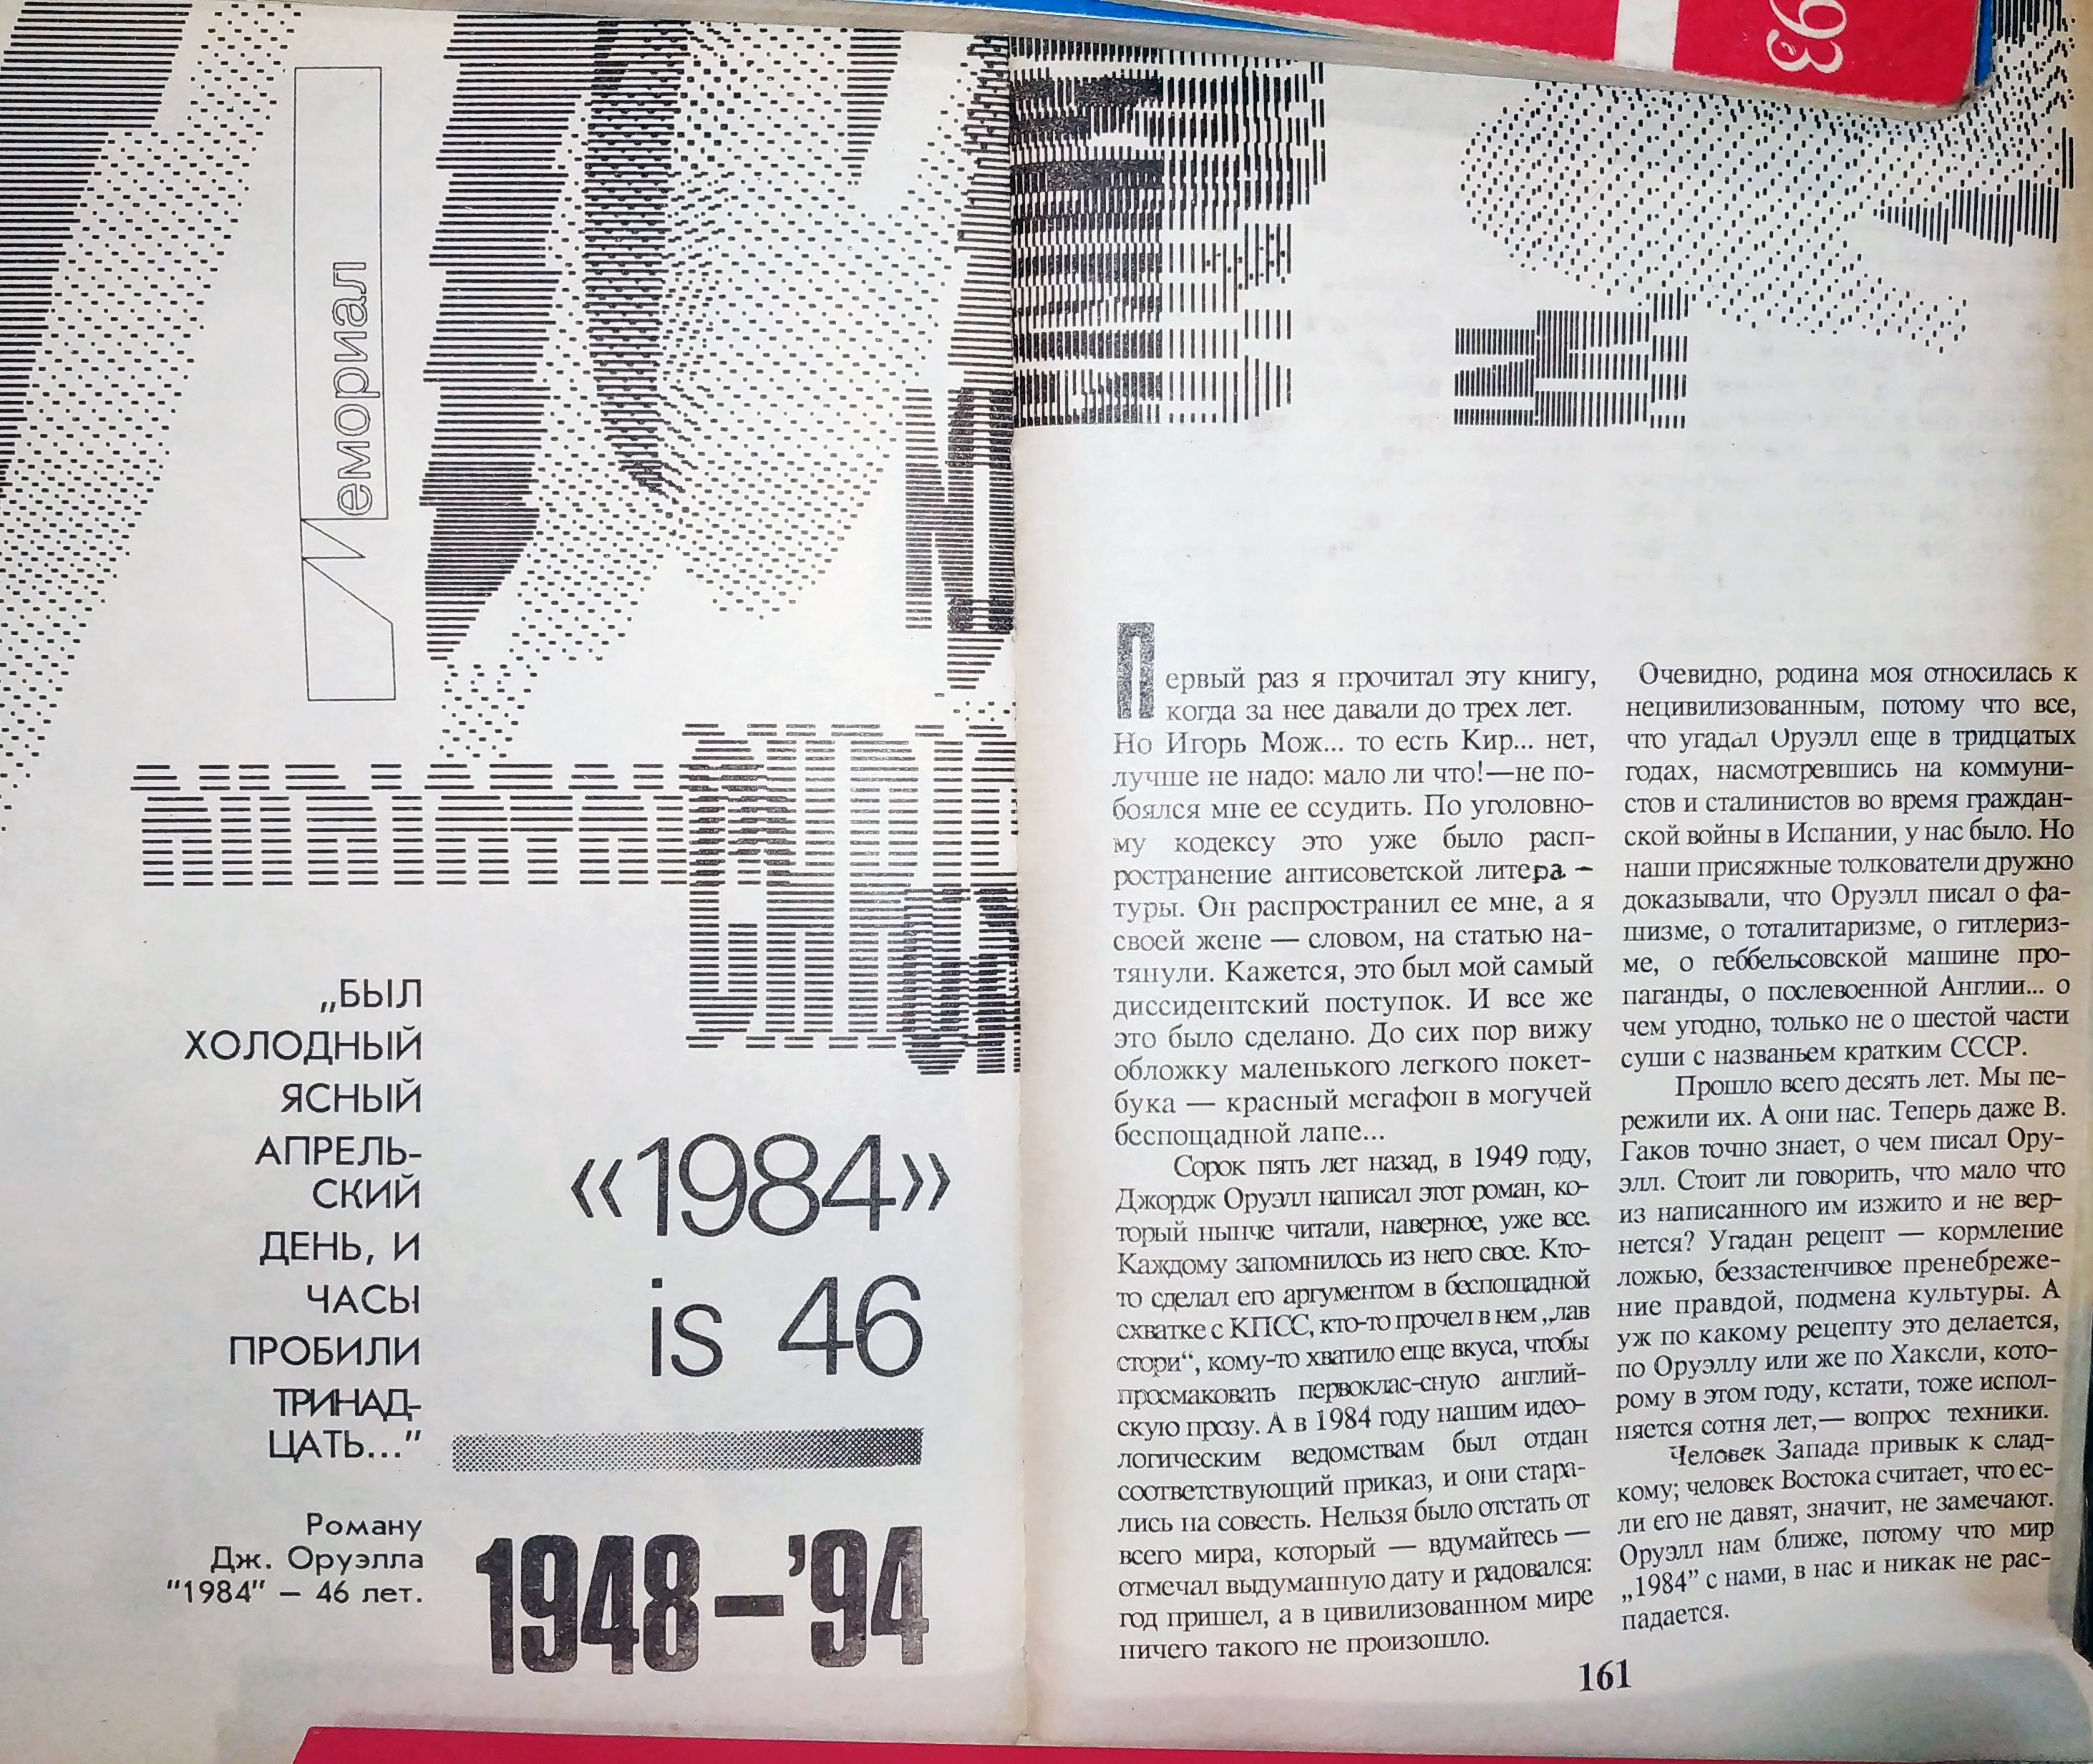 93
Мемориал
„БЫЛ
ХОЛОДНЫЙ
ЯСНЫЙ
АПРЕЛЬ-
СКИЙ
ДЕНЬ, И
ЧАСЫ
ПРОБИЛИ
ТРИНАД-
ЦАТЬ...”
Роману
Дж. Оруэлла
"1984" – 46 лет.
«1984»
is 46
1948–’94
Первый раз я прочитал эту книгу,
когда за нее давали до трех лет.
Но Игорь Мож... то есть Кир... нет,
лучше не надо: мало ли что!—не по-
боялся мне ее ссудить. По уголовно-
му кодексу это уже было расп-
ространение антисоветской литера-
туры. Он распространил ее мне, а я
своей жене — словом, на статью на-
тянули. Кажется, это был мой самый
диссидентский поступок. И все же
это было сделано. До сих пор вижу
обложку маленького легкого покет-
бука — красный мегафон в могучей
беспощадной лапе...
Сорок пять лет назад, в 1949 году,
Джордж Оруэлл написал этот роман, ко-
торый нынче читали, наверное, уже все.
Каждому запомнилось из него свое. Кто-
то сделал его аргументом в беспощадной
схватке с КПСС, кто-то прочел в нем „лав
стори“, кому-то хватило еще вкуса, чтобы
просмаковать первоклас-сную англий-
скую прозу. А в 1984 году нашим идео-
логическим ведомствам был отдан
соответствующий приказ, и они стара-
лись на совесть. Нельзя было отстать от
всего мира, который — вдумайтесь —
отмечал выдуманную дату и радовался:
год пришел, а в цивилизованном мире
ничего такого не произошло.
Очевидно, родина моя относилась к
нецивилизованным, потому что все,
что угадал Оруэлл еще в тридцатых
годах, насмотревшись на коммуни-
стов и сталинистов во время граждан-
ской войны в Испании, у нас было. Но
наши присяжные толкователи дружно
доказывали, что Оруэлл писал о фа-
шизме, о тоталитаризме, о гитлериз-
ме, о геббельсовской машине про-
паганды, о послевоенной Англии... о
чем угодно, только не о шестой части
суши с названьем кратким СССР.
Прошло всего десять лет. Мы пе-
режили их. А они нас. Теперь даже В.
Гаков точно знает, о чем писал Ору-
элл. Стоит ли говорить, что мало что
из написанного им изжито и не вер-
нется? Угадан рецепт — кормление
ложью, беззастенчивое пренебреже-
ние правдой, подмена культуры. А
уж по какому рецепту это делается,
по Оруэллу или же по Хаксли, кото-
рому в этом году, кстати, тоже испол-
няется сотня лет,— вопрос техники.
Человек Запада привык к слад-
кому; человек Востока считает, что ес-
ли его не давят, значит, не замечают.
Оруэлл нам ближе, потому что мир
„1984” с нами, в нас и никак не рас-
падается.
161